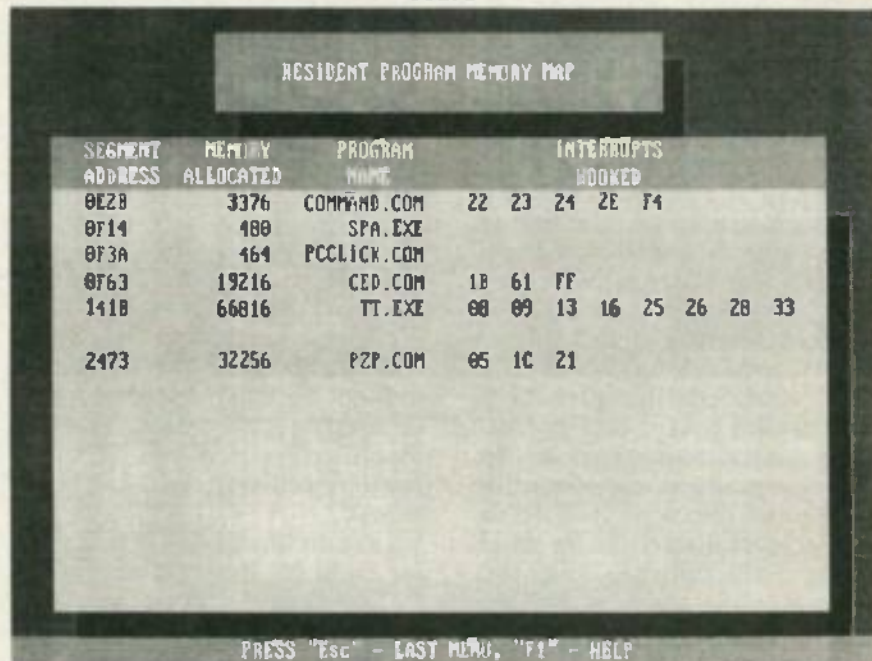 RESIDENT PROGRAM MEMORY MAP
SEGMENT MEMORY PROGRAM INTERRUPTS
ADDRESS ALLOCATED NAME HOOKED
0E2B 3376 COMMAND.COM 22 23 24 2E F4
0F14 480 SPA.EXE
0F3A 464 PCCLICK.COM
0F63 19216 CED.COM 1B 61 FF
141B 66816 TT.EXE 08 09 13 16 25 26 28 33
2473 32256 PZP.COM 05 1C 21
PRESS "Esc" - LAST MENU, "F1" - HELP